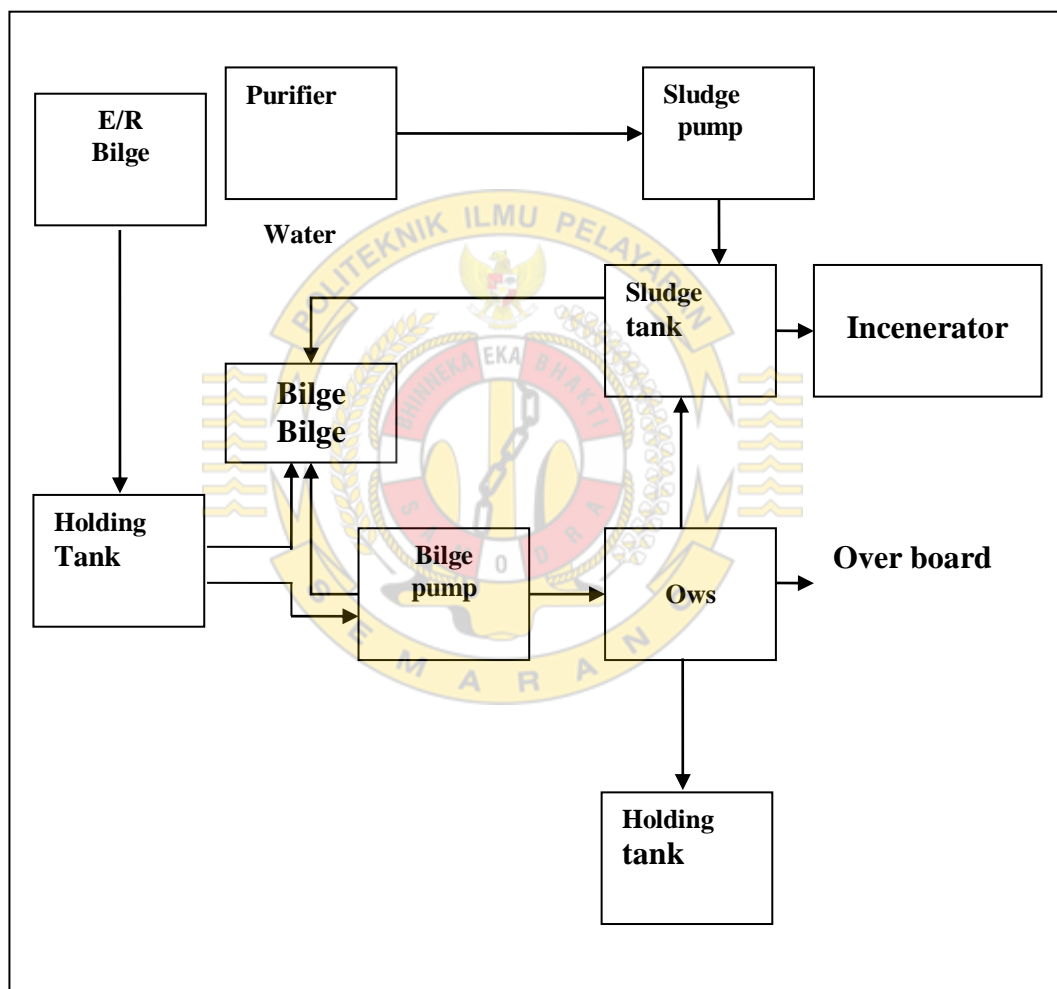 Purifier
Sludge
pump
E/R
Bilge
Water
POLITEKNIK ILMU PELAYARAN
Sludge
tank
Incenerator
BHINNEKA EKA BHAKTI
Bilge
Bilge
Holding
Tank
Bilge
pump
SAMODRA
Ows
Over board
SEMARANG
Holding
tank